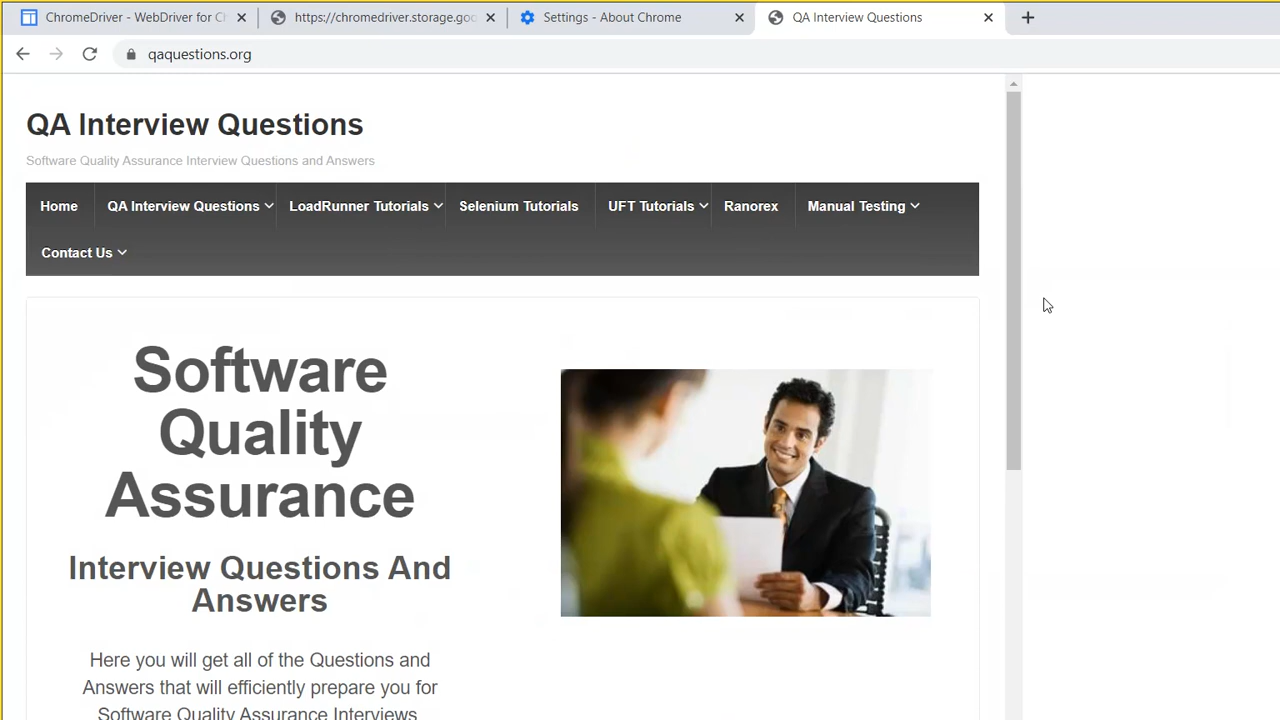 ChromeDriver - WebDriver for C
https://chromedriver.storage.goo
Settings - About Chrome
QA Interview Questions
qaquestions.org
QA Interview Questions
Software Quality Assurance Interview Questions and Answers
Home QA Interview Questions LoadRunner Tutorials Selenium Tutorials UFT Tutorials Ranorex Manual Testing
Contact Us
Software
Quality
Assurance
Interview Questions And
Answers
Here you will get all of the Questions and
Answers that will efficiently prepare you for
Software Quality Assurance Interviews